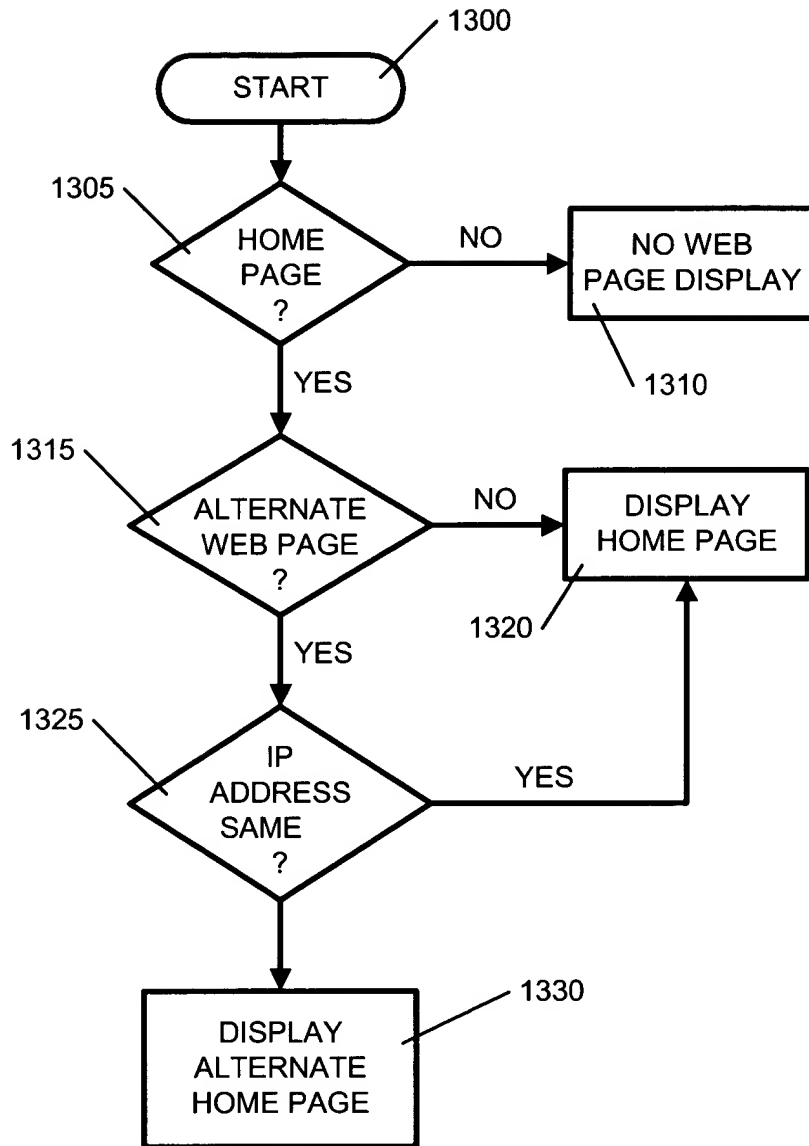 1300
START
1305
HOME
PAGE
?
NO
NO WEB
PAGE DISPLAY
1310
YES
1315
ALTERNATE
WEB PAGE
?
NO
DISPLAY
HOME PAGE
1320
YES
1325
IP
ADDRESS
SAME
?
YES
1330
DISPLAY
ALTERNATE
HOME PAGE